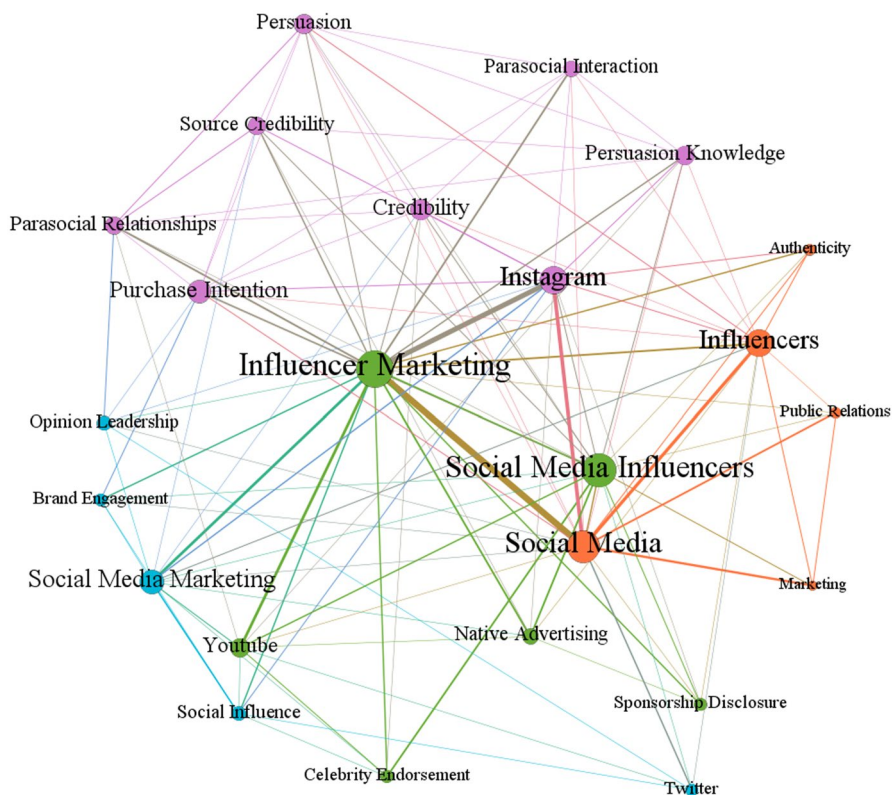 Persuasion
Parasocial Interaction
Source Credibility
Persuasion Knowledge
Credibility
Parasocial Relationships
Authenticity
Instagram
Purchase Intention
Influencers
Influencer Marketing
Public Relations
Opinion Leadership
Social Media Influencers
Brand Engagement
Social Media
Social Media Marketing
Marketing
Native Advertising
Youtube
Sponsorship Disclosure
Social Influence
Celebrity Endorsement
Twitter